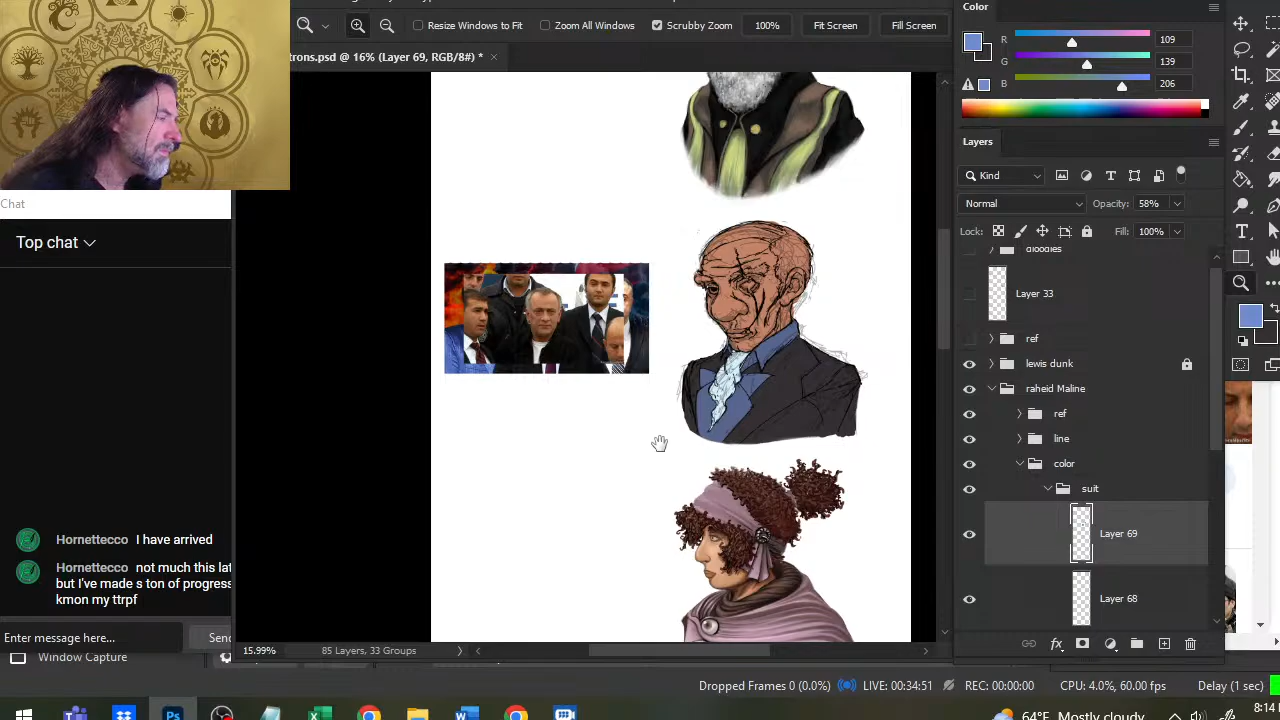 Resize Windows to Fit
Zoom All Windows
Scrubby Zoom
100%
Fit Screen
Fill Screen
trons.psd @ 16% (Layer 69, RGB/8#) *
Color
R
109
G
139
B
206
Layers
Kind
Normal
Opacity: 58%
Lock:
Fill: 100%
Layer 33
ref
lewis dunk
raheid Maline
ref
line
color
suit
Layer 69
Layer 68
Chat
Top chat
Hornettecco I have arrived
Hornettecco not much this lat
but I've made s ton of progress
kmon my ttrpf
Enter message here...
Send
Window Capture
15.99%
85 Layers, 33 Groups
Dropped Frames 0 (0.0%)
LIVE: 00:34:51
REC: 00:00:00
CPU: 4.0%, 60.00 fps
Delay (1 sec)
64°F Mostly cloudy
8:14